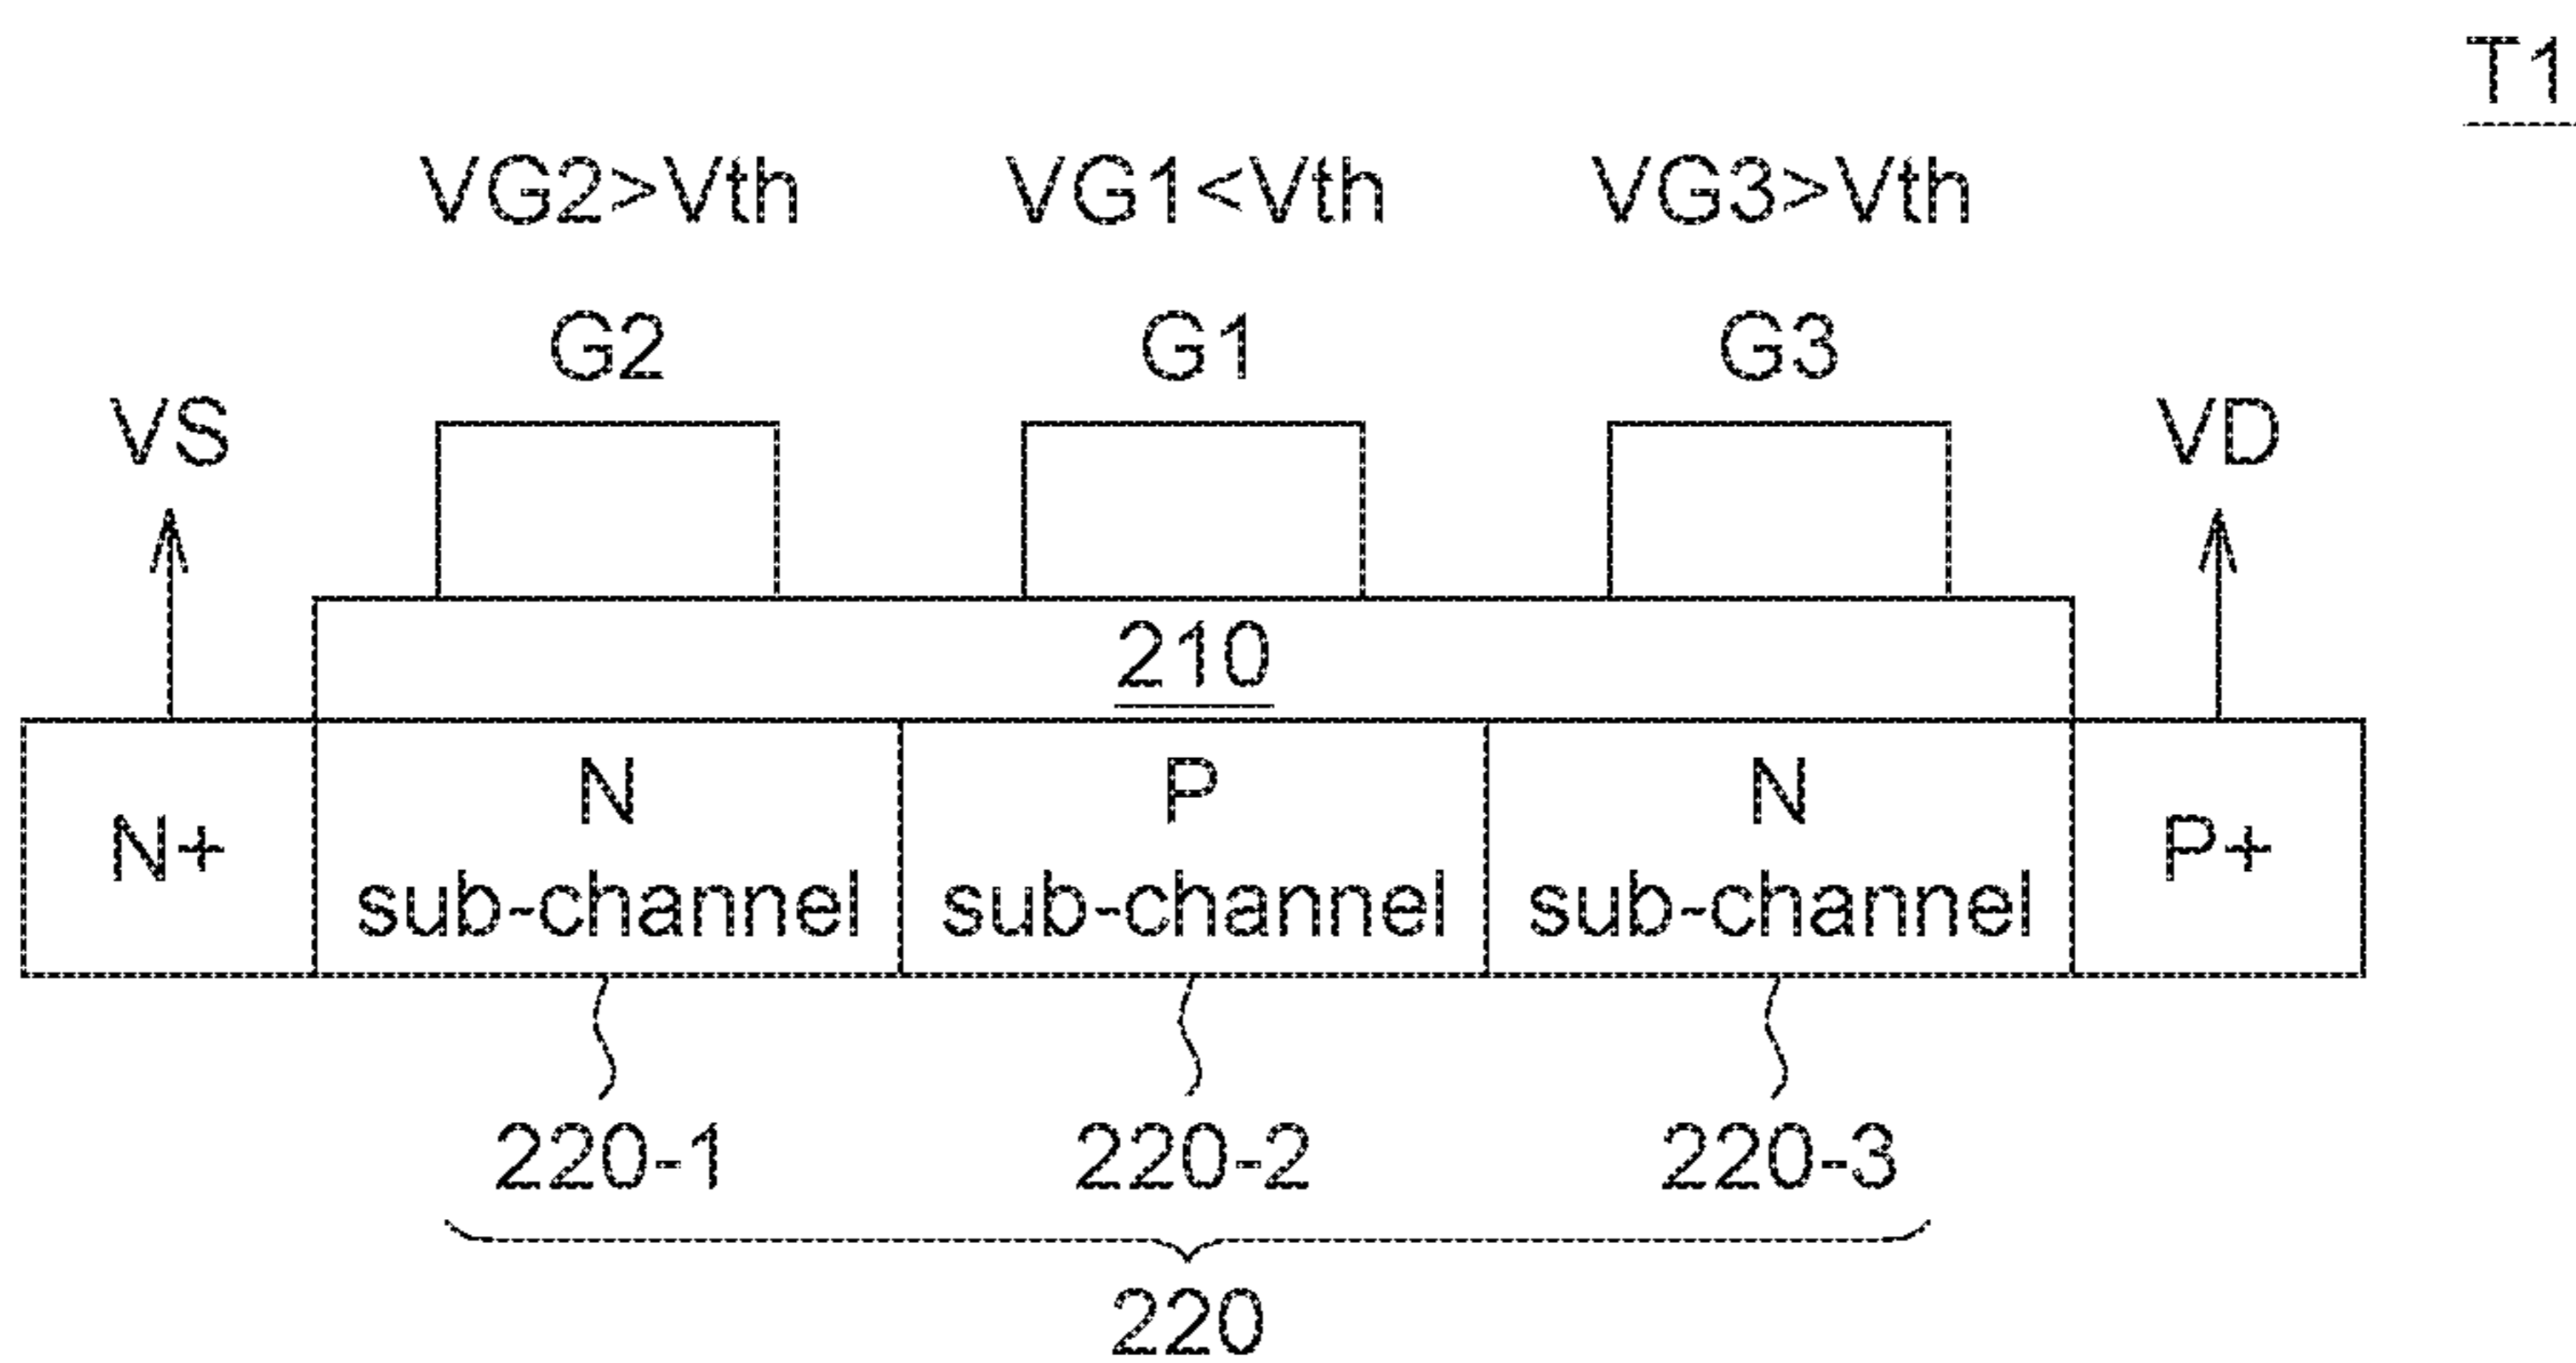 T1
VG2>Vth VG1<Vth VG3>Vth
G2 G1 G3
VS VD
210
N+ N sub-channel P sub-channel N sub-channel P+
220-1 220-2 220-3
220